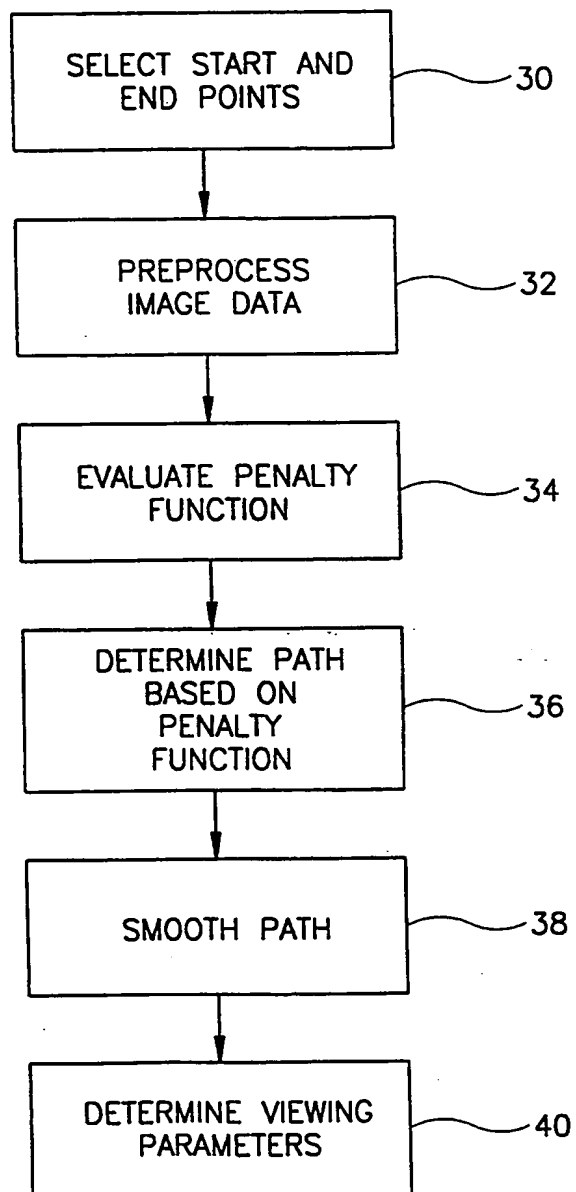 SELECT START AND
END POINTS
30
PREPROCESS
IMAGE DATA
32
EVALUATE PENALTY
FUNCTION
34
DETERMINE PATH
BASED ON
PENALTY
FUNCTION
36
SMOOTH PATH
38
DETERMINE VIEWING
PARAMETERS
40